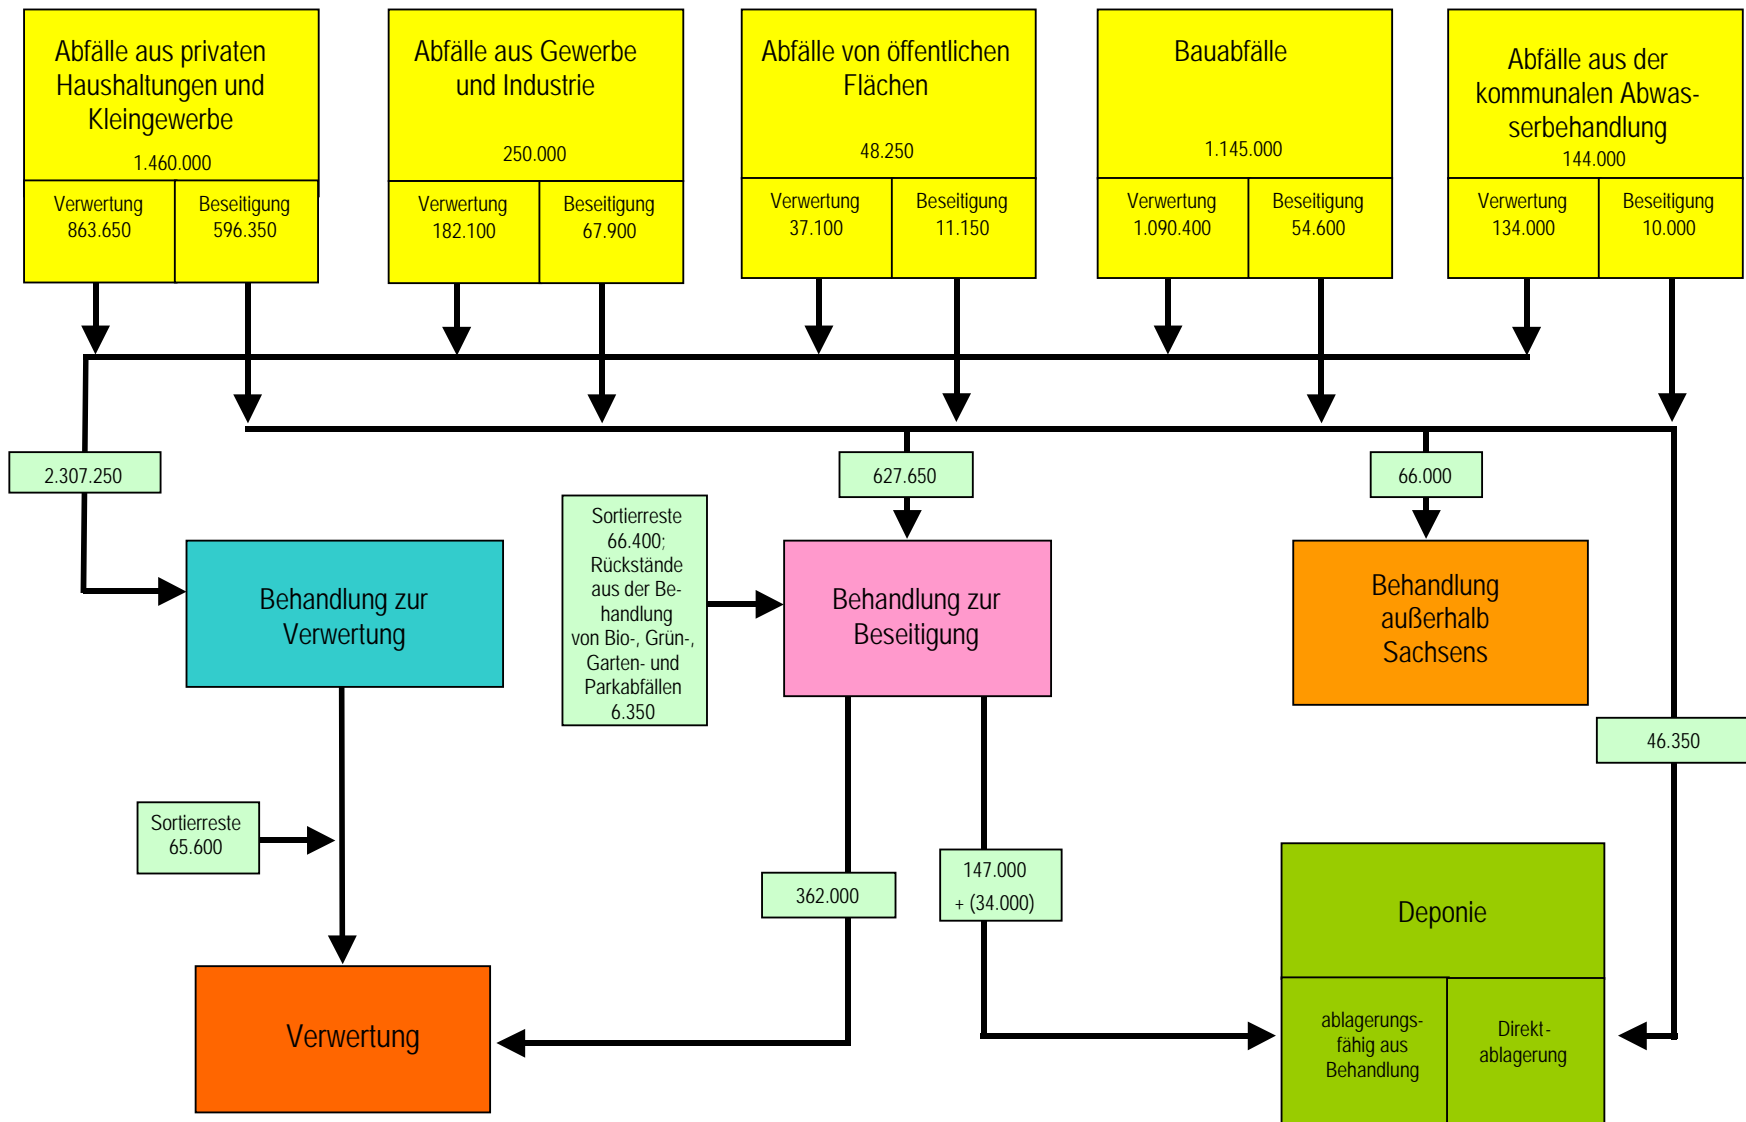 Abfälle aus privaten
Haushaltungen und
Kleingewerbe
1.460.000
Verwertung
863.650
Beseitigung
596.350
Abfälle aus Gewerbe
und Industrie
250.000
Verwertung
182.100
Beseitigung
67.900
Abfälle von öffentlichen
Flächen
48.250
Verwertung
37.100
Beseitigung
11.150
Bauabfälle
1.145.000
Verwertung
1.090.400
Beseitigung
54.600
Abfälle aus der
kommunalen Abwas-
serbehandlung
144.000
Verwertung
134.000
Beseitigung
10.000
2.307.250
627.650
66.000
Sortierreste
66.400;
Rückstände
aus der Be-
handlung
von Bio-, Grün-,
Garten- und
Parkabfällen
6.350
Behandlung zur
Verwertung
Behandlung zur
Beseitigung
Behandlung
außerhalb
Sachsens
46.350
Sortierreste
65.600
362.000
147.000
+ (34.000)
Deponie
ablagerungs-
fähig aus
Behandlung
Direkt-
ablagerung
Verwertung